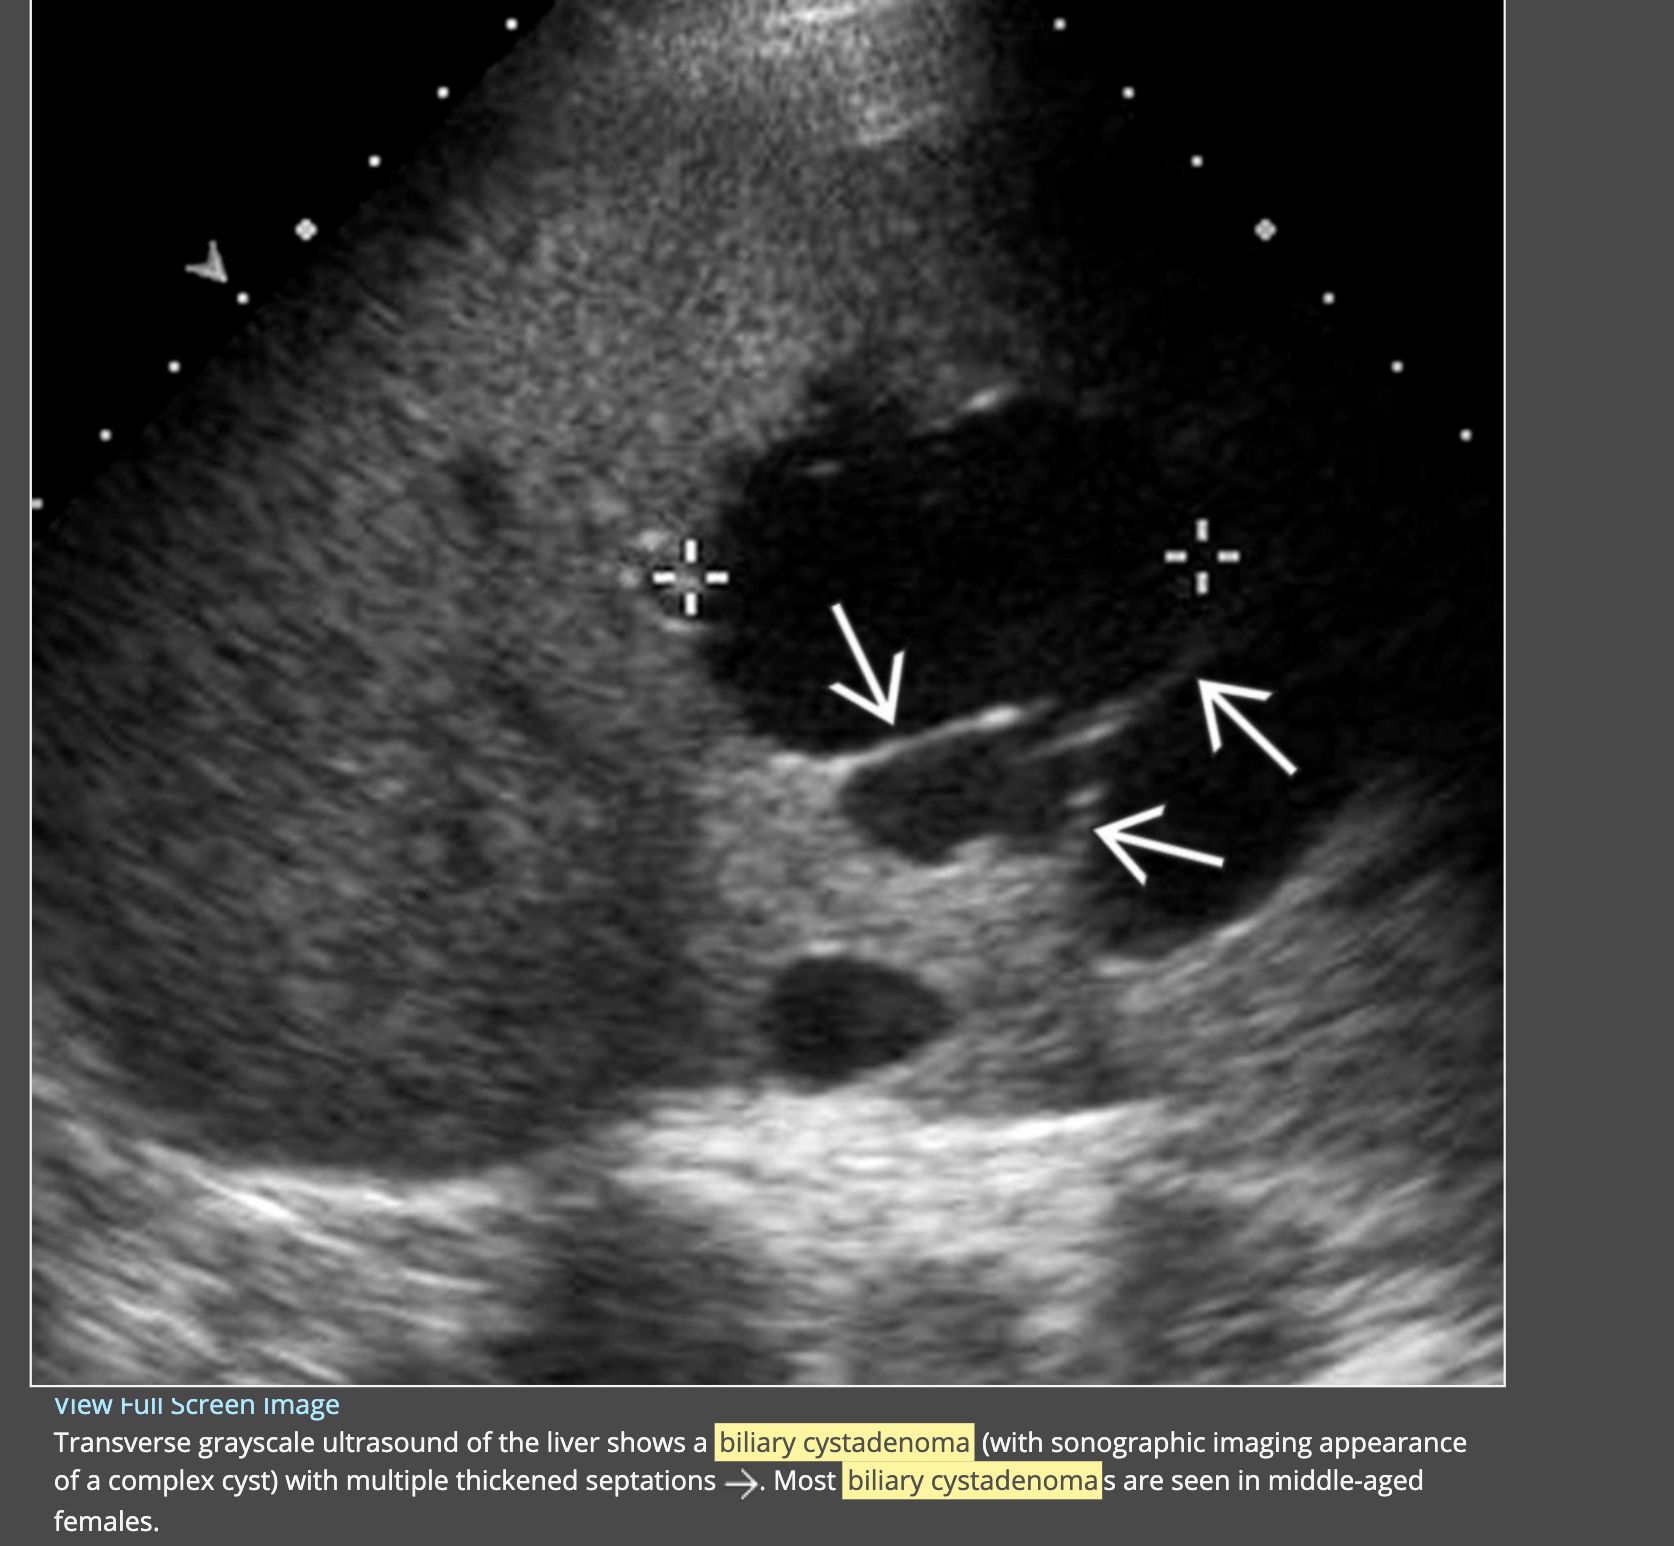 View Full Screen Image
Transverse grayscale ultrasound of the liver shows a biliary cystadenoma (with sonographic imaging appearance
of a complex cyst) with multiple thickened septations →. Most biliary cystadenomas are seen in middle-aged
females.